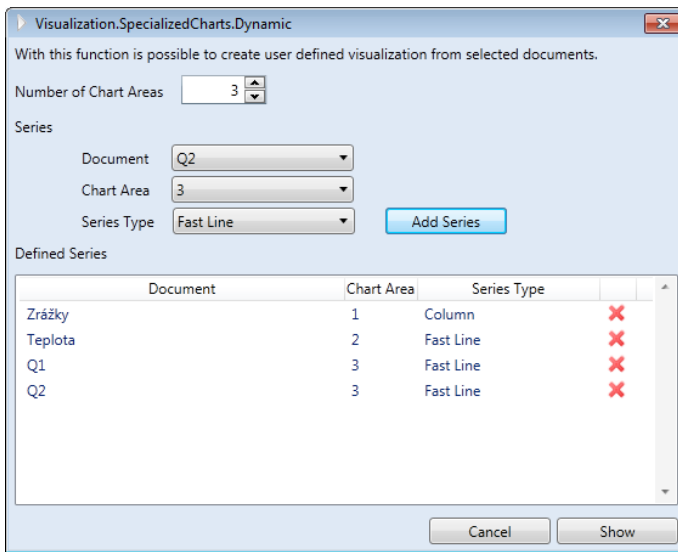 Visualization.SpecializedCharts.Dynamic
With this function is possible to create user defined visualization from selected documents.
Number of Chart Areas 3
Series
Document Q2
Chart Area 3
Series Type Fast Line Add Series
Defined Series
Document Chart Area Series Type
Zrážky 1 Column
Teplota 2 Fast Line
Q1 3 Fast Line
Q2 3 Fast Line
Cancel Show